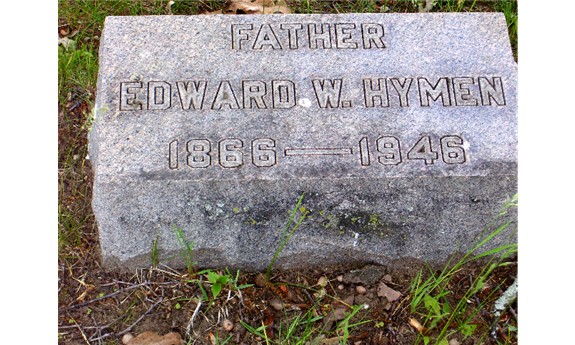 FATHER
EDWARD W. HYMEN
1866—1946